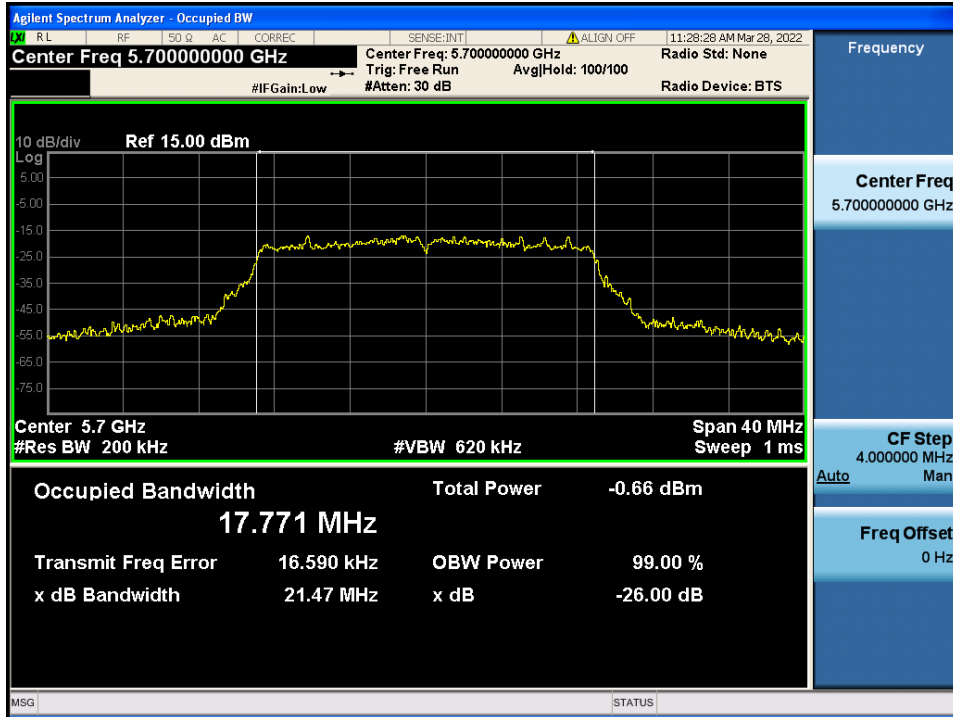 Agilent Spectrum Analyzer - Occupied BW
LXI RL RF 50 Ω AC CORREC SENSE:INT ALIGN OFF 11:28:28 AM Mar 28, 2022
Center Freq 5.700000000 GHz
Center Freq: 5.700000000 GHz Radio Std: None
Trig: Free Run Avg|Hold: 100/100
#IFGain:Low #Atten: 30 dB Radio Device: BTS
10 dB/div Ref 15.00 dBm
Log
5.00
-5.00
-15.0
-25.0
-35.0
-45.0
-55.0
-65.0
-75.0
Center 5.7 GHz Span 40 MHz
#Res BW 200 kHz #VBW 620 kHz Sweep 1 ms
Occupied Bandwidth Total Power -0.66 dBm
17.771 MHz
Transmit Freq Error 16.590 kHz OBW Power 99.00 %
x dB Bandwidth 21.47 MHz x dB -26.00 dB
MSG STATUS
Frequency
Center Freq
5.700000000 GHz
CF Step
4.000000 MHz
Auto Man
Freq Offset
0 Hz